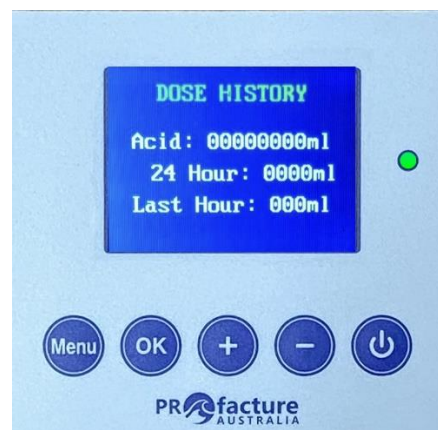 DOSE HISTORY
Acid: 00000000ml
24 Hour: 0000ml
Last Hour: 000ml
Menu OK + −
PROfacture
AUSTRALIA